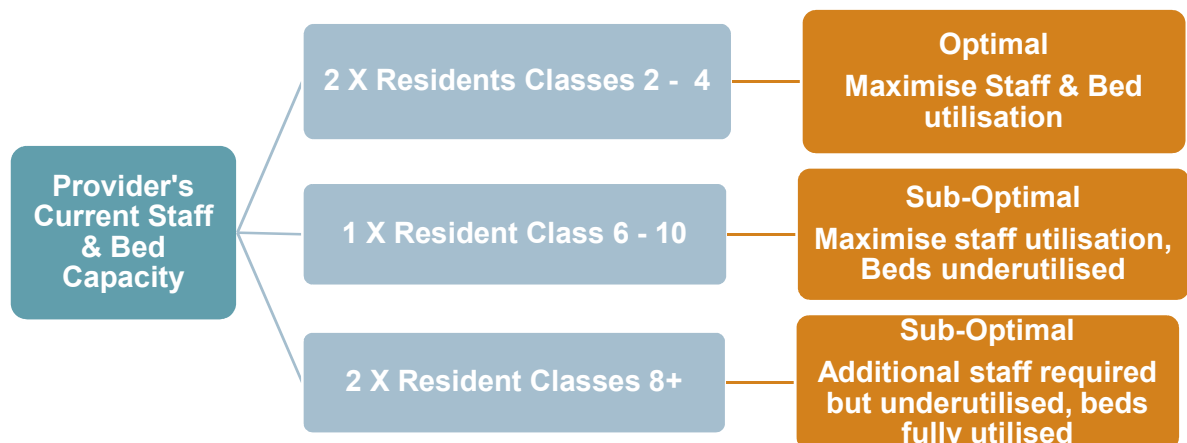 Provider's
Current Staff
& Bed
Capacity
2 X Residents Classes 2 - 4
Optimal
Maximise Staff & Bed
utilisation
1 X Resident Class 6 - 10
Sub-Optimal
Maximise staff utilisation,
Beds underutilised
2 X Resident Classes 8+
Sub-Optimal
Additional staff required
but underutilised, beds
fully utilised